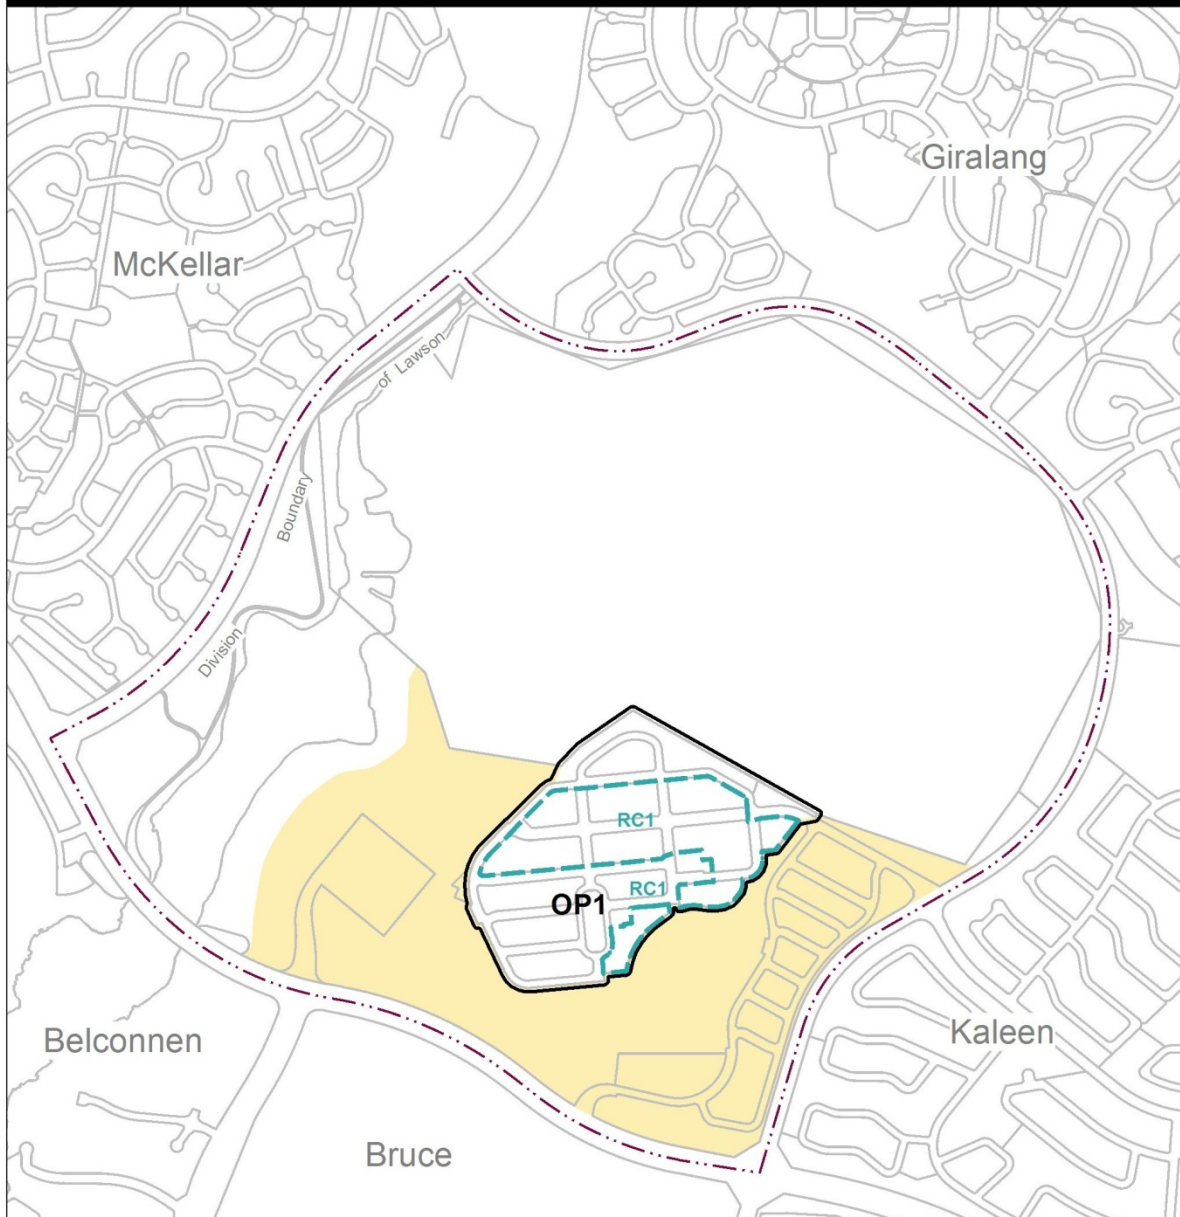 Giralang
McKellar
of Lawson
Boundary
Division
RC1
RC1
OP1
Kaleen
Belconnen
Bruce